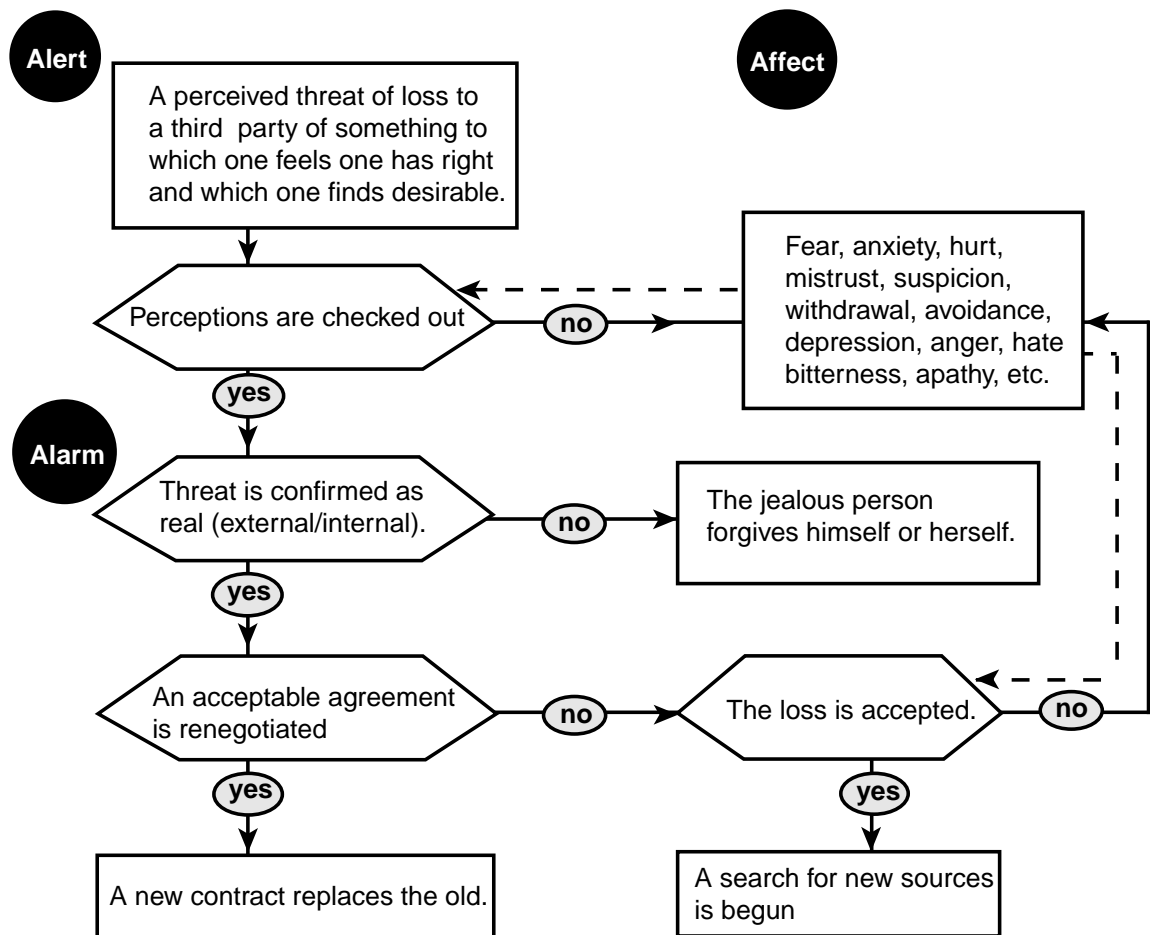 Alert
A perceived threat of loss to
a third party of something to
which one feels one has right
and which one finds desirable.
Affect
Perceptions are checked out
no
Fear, anxiety, hurt,
mistrust, suspicion,
withdrawal, avoidance,
depression, anger, hate
bitterness, apathy, etc.
yes
Alarm
Threat is confirmed as
real (external/internal).
no
The jealous person
forgives himself or herself.
yes
An acceptable agreement
is renegotiated
no
The loss is accepted.
no
yes
yes
A new contract replaces the old.
A search for new sources
is begun